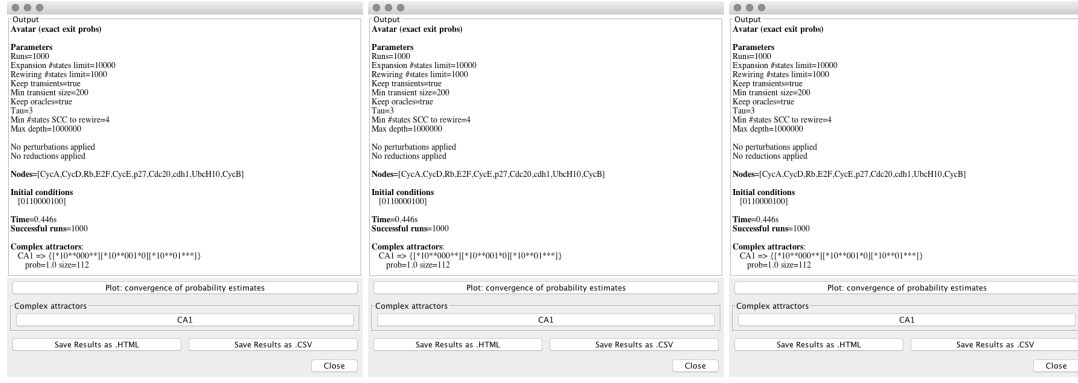 Output
Avatar (exact exit probs)
Parameters
Runs=1000
Expansion #states limit=10000
Rewiring #states limit=1000
Keep transients=true
Min transient size=200
Keep oracles=true
Tau=3
Min #states SCC to rewire=4
Max depth=1000000
No perturbations applied
No reductions applied
Nodes=[CycA,CycD,Rb,E2F,CycE,p27,Cdc20,cdh1,UbcH10,CycB]
Initial conditions
[0110000100]
Time=0.446s
Successful runs=1000
Complex attractors:
CA1 => {[*10**000**][*10**001*0][*10**01***]}
prob=1.0 size=112
Plot: convergence of probability estimates
Complex attractors
CA1
Save Results as .HTML Save Results as .CSV
Close
Output
Avatar (exact exit probs)
Parameters
Runs=1000
Expansion #states limit=10000
Rewiring #states limit=1000
Keep transients=true
Min transient size=200
Keep oracles=true
Tau=3
Min #states SCC to rewire=4
Max depth=1000000
No perturbations applied
No reductions applied
Nodes=[CycA,CycD,Rb,E2F,CycE,p27,Cdc20,cdh1,UbcH10,CycB]
Initial conditions
[0110000100]
Time=0.446s
Successful runs=1000
Complex attractors:
CA1 => {[*10**000**][*10**001*0][*10**01***]}
prob=1.0 size=112
Plot: convergence of probability estimates
Complex attractors
CA1
Save Results as .HTML Save Results as .CSV
Close
Output
Avatar (exact exit probs)
Parameters
Runs=1000
Expansion #states limit=10000
Rewiring #states limit=1000
Keep transients=true
Min transient size=200
Keep oracles=true
Tau=3
Min #states SCC to rewire=4
Max depth=1000000
No perturbations applied
No reductions applied
Nodes=[CycA,CycD,Rb,E2F,CycE,p27,Cdc20,cdh1,UbcH10,CycB]
Initial conditions
[0110000100]
Time=0.446s
Successful runs=1000
Complex attractors:
CA1 => {[*10**000**][*10**001*0][*10**01***]}
prob=1.0 size=112
Plot: convergence of probability estimates
Complex attractors
CA1
Save Results as .HTML Save Results as .CSV
Close